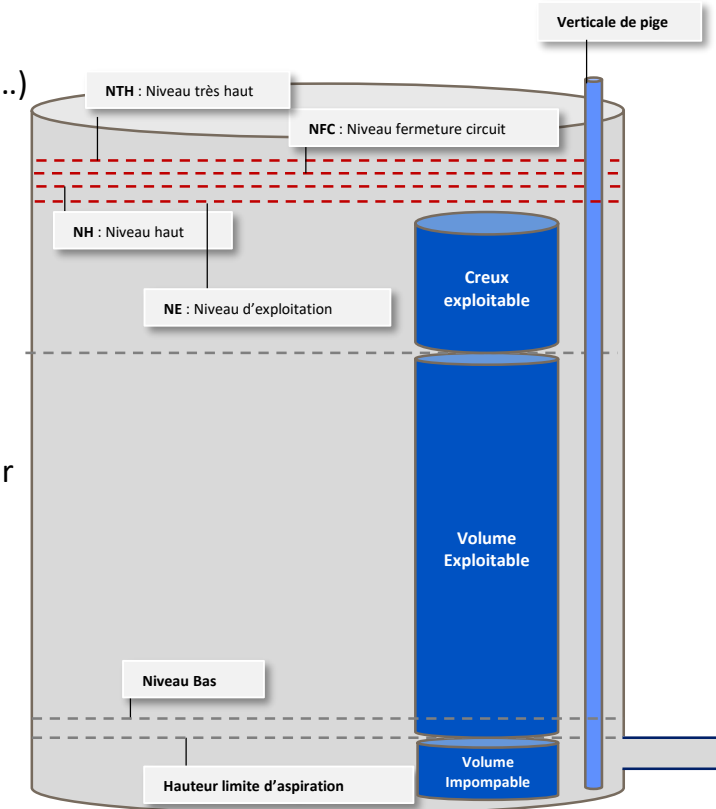 Verticale de pige
..)
NTH : Niveau très haut
NFC : Niveau fermeture circuit
NH : Niveau haut
Creux
exploitable
NE : Niveau d'exploitation
r
Volume
Exploitable
Niveau Bas
Volume
Impompable
Hauteur limite d'aspiration